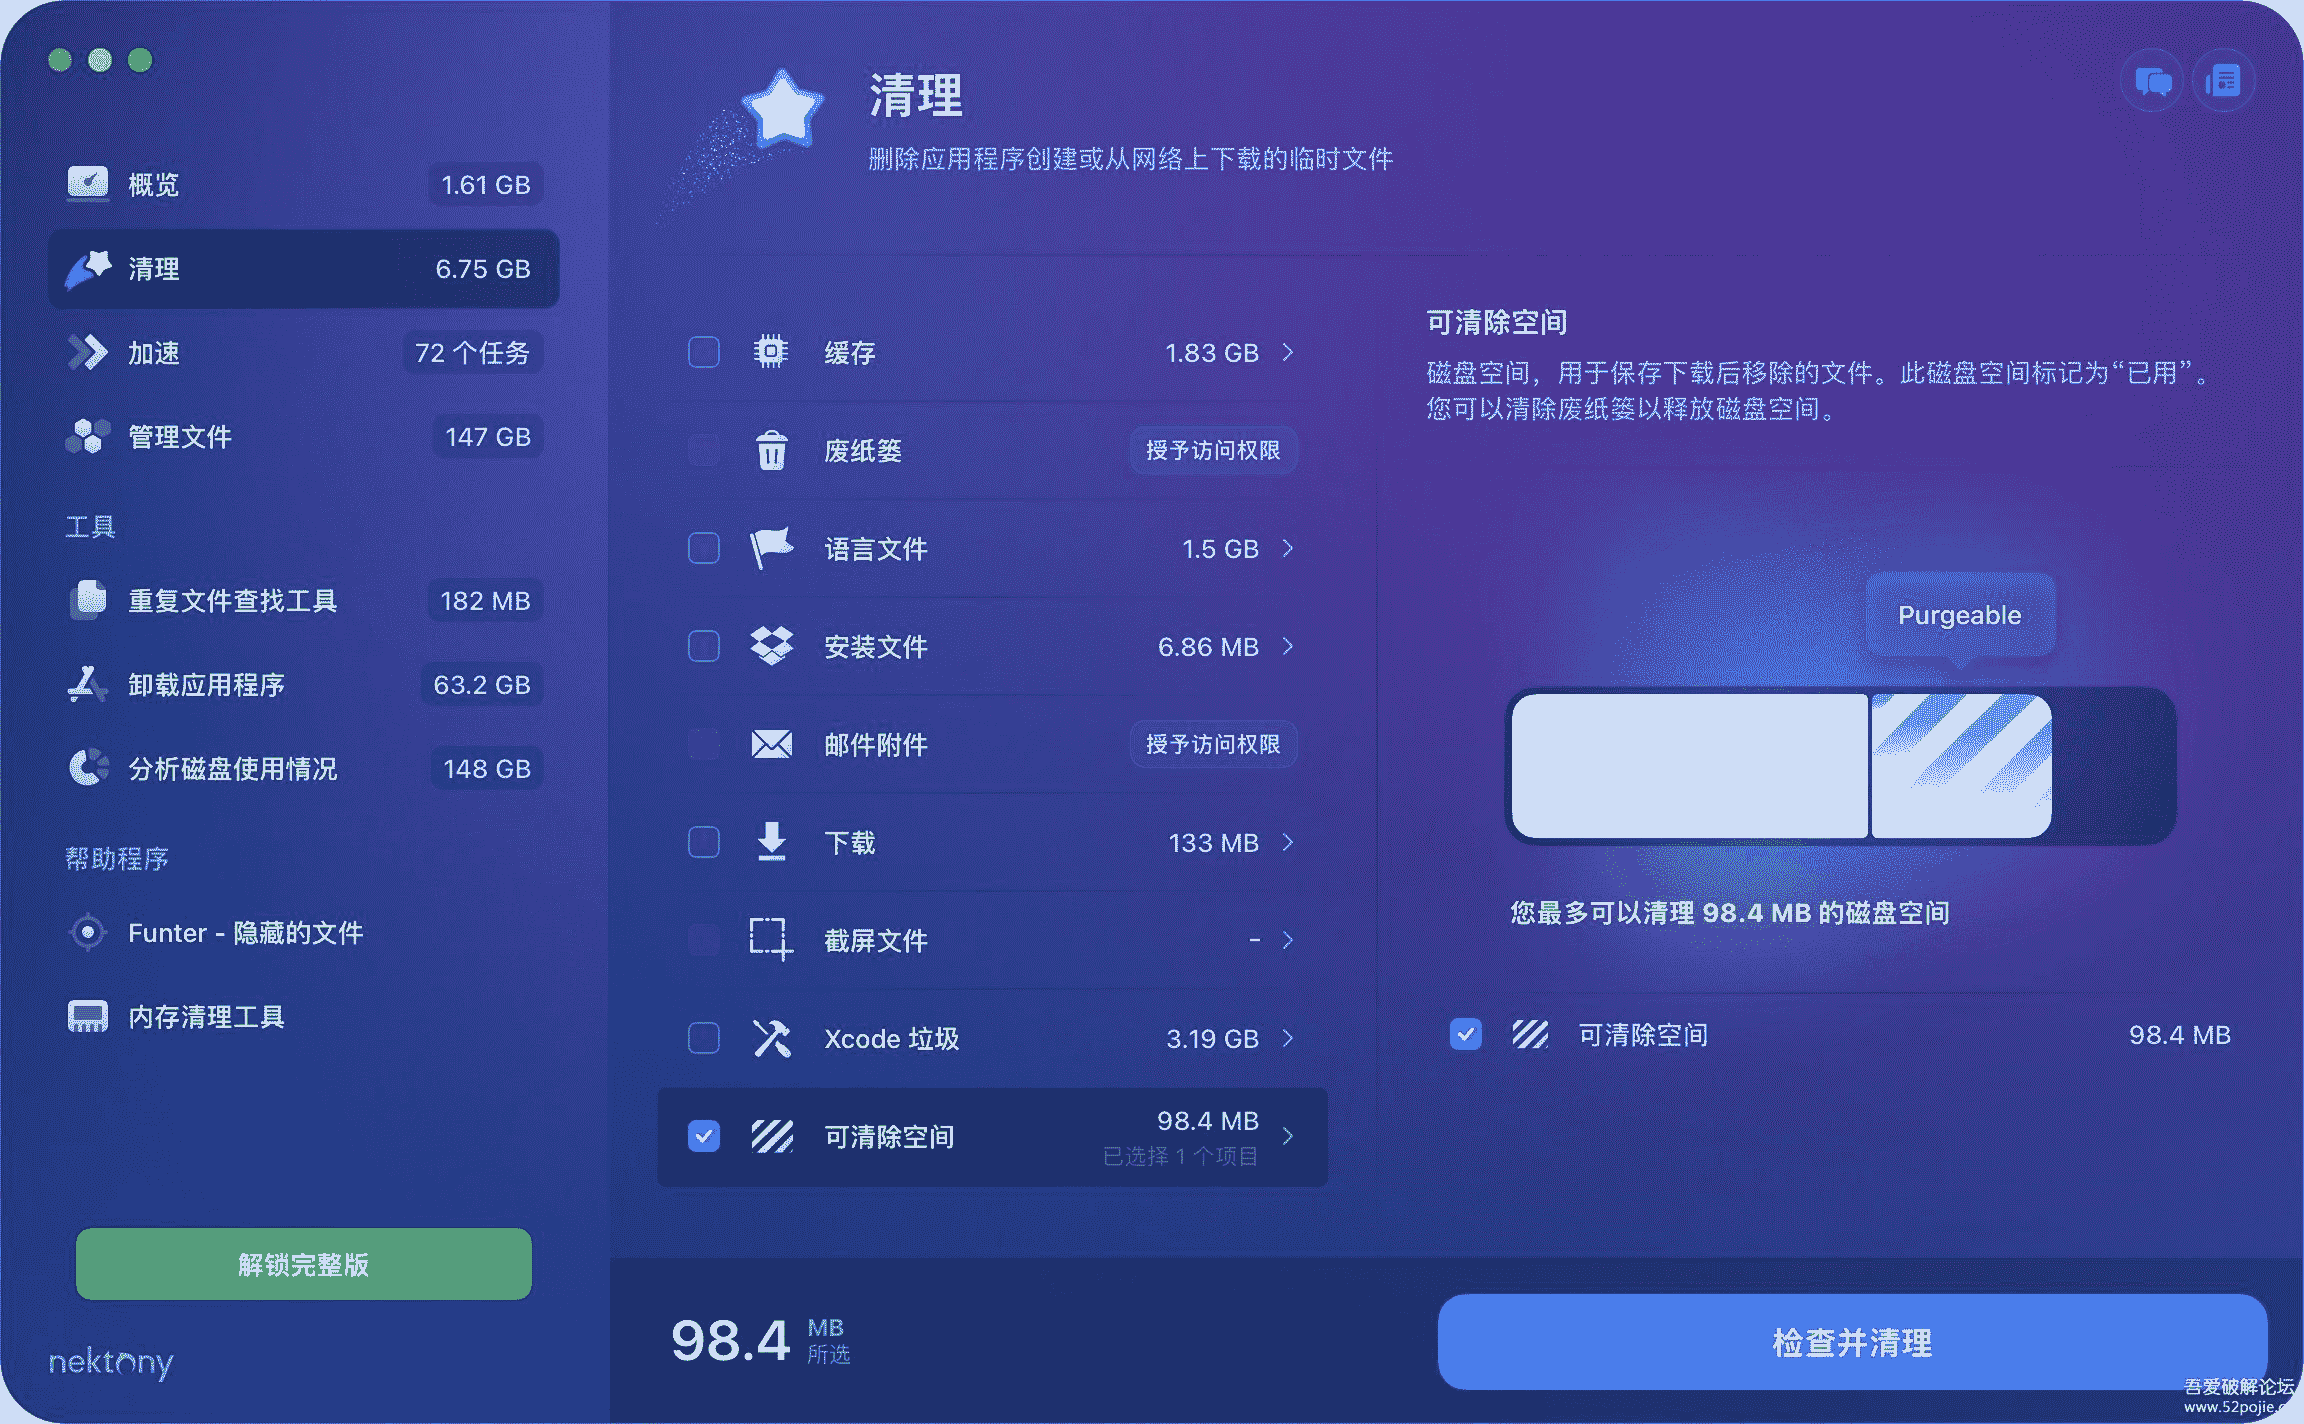 概览
1.61 GB
清理
6.75 GB
加速
72 个任务
管理文件
147 GB
工具
重复文件查找工具
182 MB
卸载应用程序
63.2 GB
分析磁盘使用情况
148 GB
帮助程序
Funter - 隐藏的文件
内存清理工具
解锁完整版
nektony
清理
删除应用程序创建或从网络上下载的临时文件
缓存
1.83 GB
废纸篓
授予访问权限
语言文件
1.5 GB
安装文件
6.86 MB
邮件附件
授予访问权限
下载
133 MB
截屏文件
-
Xcode 垃圾
3.19 GB
可清除空间
98.4 MB
已选择 1 个项目
可清除空间
磁盘空间，用于保存下载后移除的文件。此磁盘空间标记为“已用”。
您可以清除废纸篓以释放磁盘空间。
Purgeable
您最多可以清理 98.4 MB 的磁盘空间
可清除空间
98.4 MB
98.4
MB
所选
检查并清理
吾爱破解论坛
www.52pojie.c